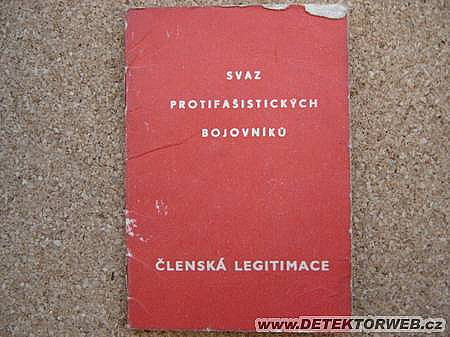 SVAZ
PROTIFAŠISTICKÝCH
BOJOVNÍKŮ
ČLENSKÁ LEGITIMACE
www.DETEKTORWEB.cz